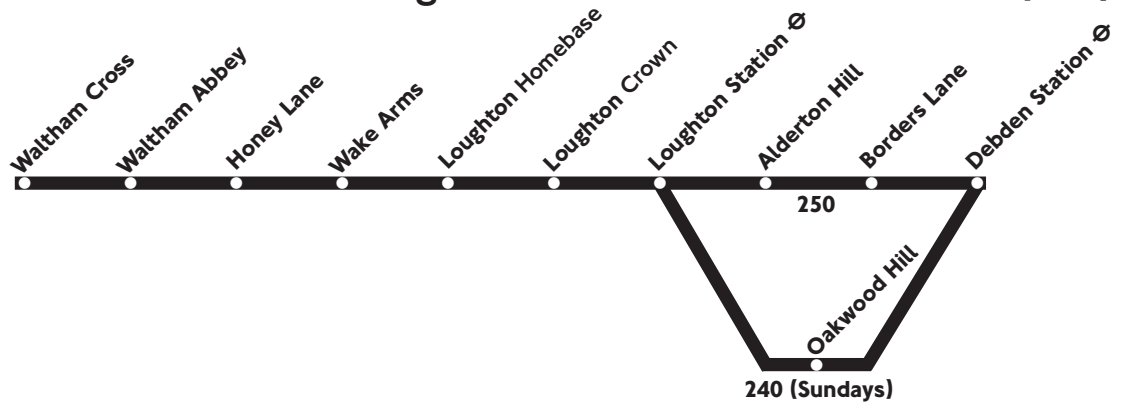 Waltham Cross
Waltham Abbey
Honey Lane
Wake Arms
Loughton Homebase
Loughton Crown
Loughton Station
Alderton Hill
Borders Lane
Debden Station
250
Oakwood Hill
240 (Sundays)